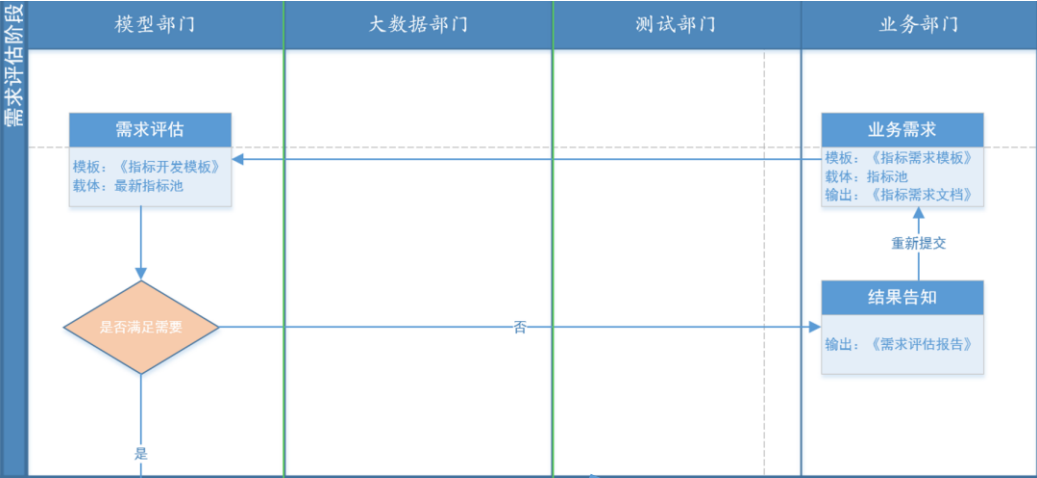 需求评估阶段
模型部门
大数据部门
测试部门
业务部门
需求评估
模板：《指标开发模板》
载体：最新指标池
业务需求
模板：《指标需求模板》
载体：指标池
输出：《指标需求文档》
重新提交
结果告知
输出：《需求评估报告》
是否满足需要
否
是